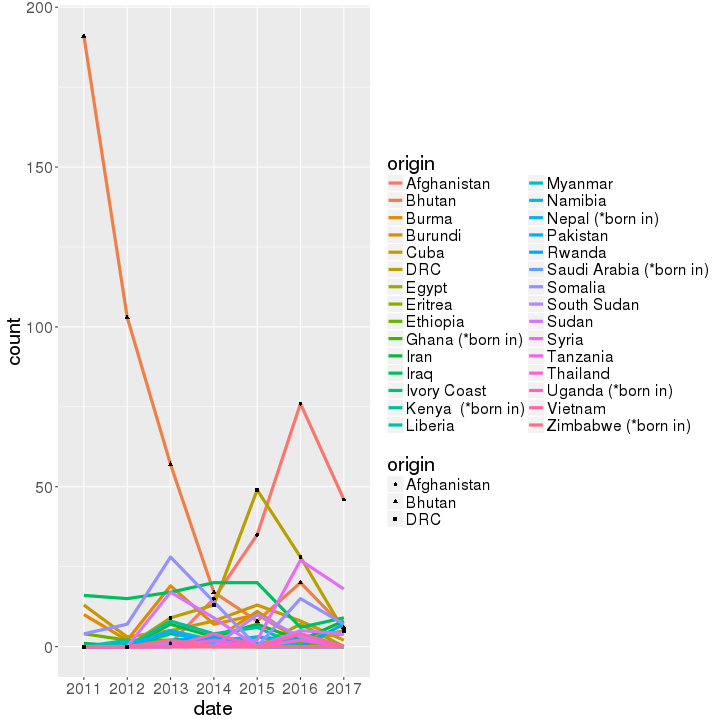 200
150
100
50
0
count
2011 2012 2013 2014 2015 2016 2017
date
origin
Afghanistan
Bhutan
Burma
Burundi
Cuba
DRC
Egypt
Eritrea
Ethiopia
Ghana (*born in)
Iran
Iraq
Ivory Coast
Kenya  (*born in)
Liberia
Myanmar
Namibia
Nepal (*born in)
Pakistan
Rwanda
Saudi Arabia (*born in)
Somalia
South Sudan
Sudan
Syria
Tanzania
Thailand
Uganda (*born in)
Vietnam
Zimbabwe (*born in)
origin
Afghanistan
Bhutan
DRC